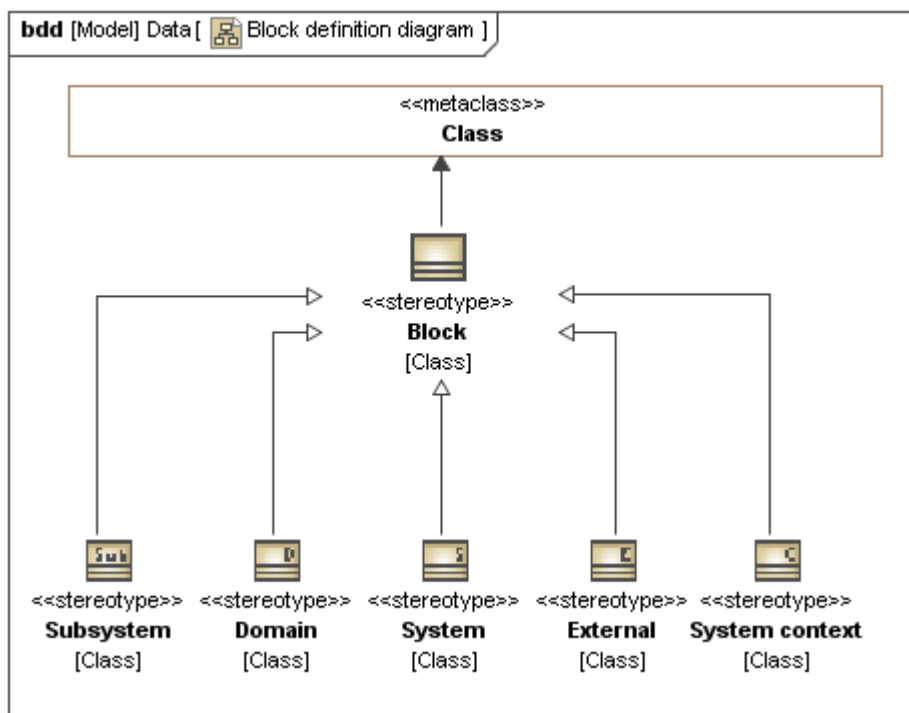 bdd [Model] Data [ Block definition diagram ]
<<metaclass>>
Class
<<stereotype>>
Block
[Class]
Sub
D
S
E
C
<<stereotype>>
Subsystem
[Class]
<<stereotype>>
Domain
[Class]
<<stereotype>>
System
[Class]
<<stereotype>>
External
[Class]
<<stereotype>>
System context
[Class]